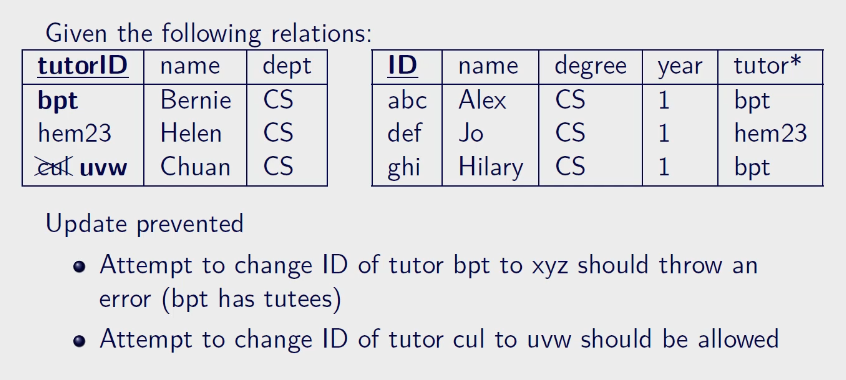 Given the following relations:
tutorID name dept
bpt Bernie CS
hem23 Helen CS
cul uvw Chuan CS
ID name degree year tutor*
abc Alex CS 1 bpt
def Jo CS 1 hem23
ghi Hilary CS 1 bpt
Update prevented
Attempt to change ID of tutor bpt to xyz should throw an
error (bpt has tutees)
Attempt to change ID of tutor cul to uvw should be allowed